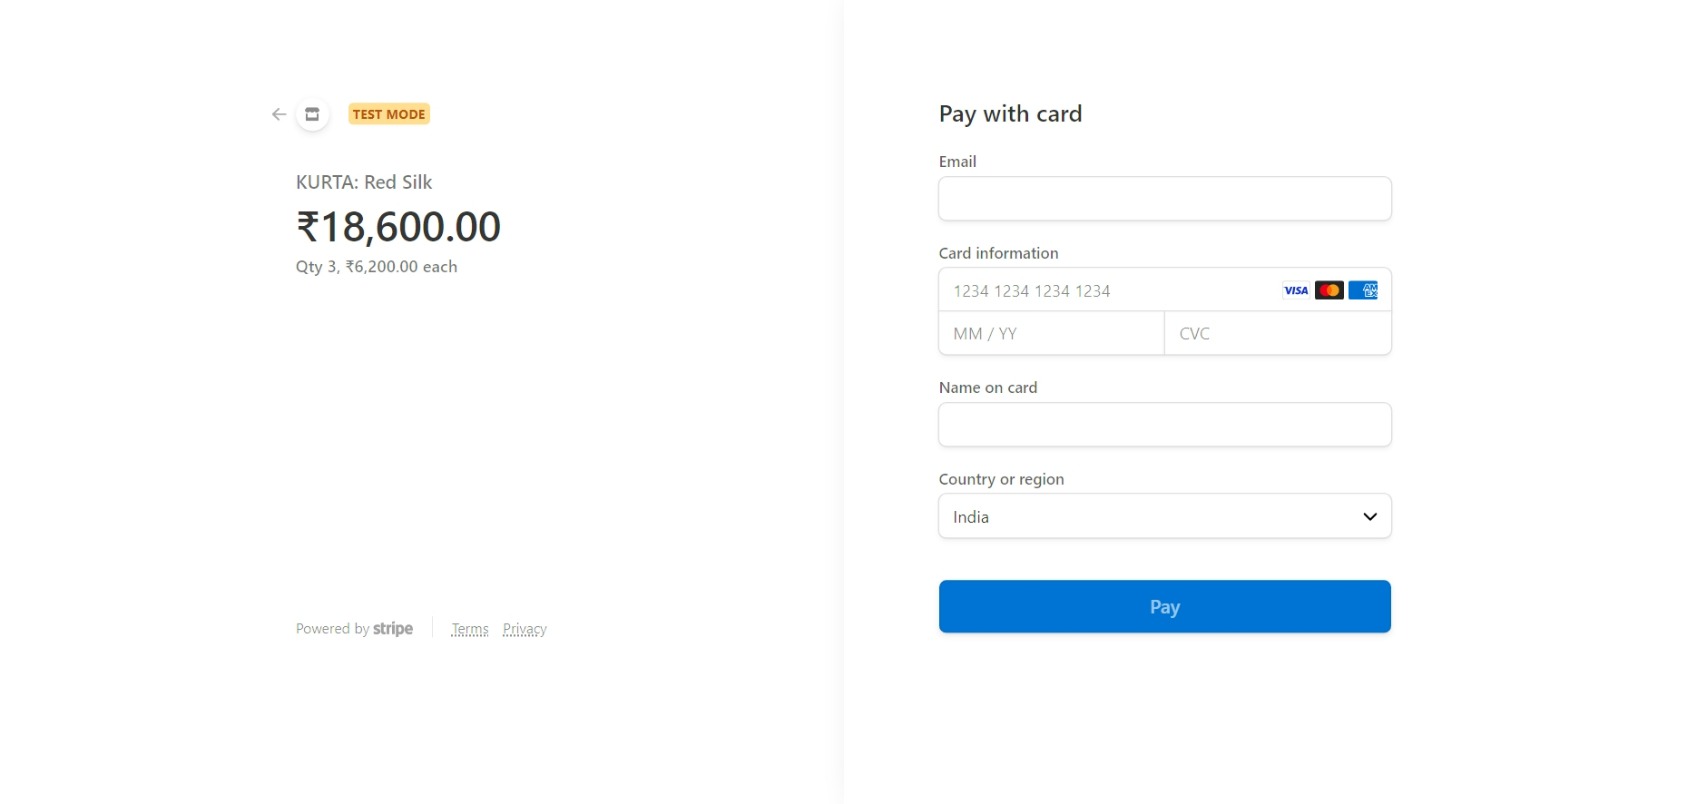 TEST MODE
KURTA: Red Silk
₹18,600.00
Qty 3, ₹6,200.00 each
Powered by stripe
Terms Privacy
Pay with card
Email
Card information
1234 1234 1234 1234 VISA AMEX
MM / YY CVC
Name on card
Country or region
India
Pay